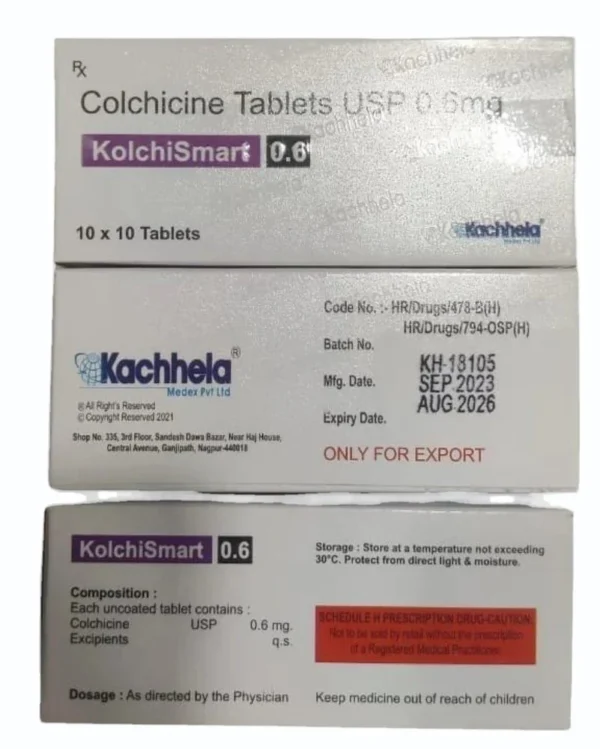 Rx
Colchicine Tablets USP 0.6mg
KolchiSmart 0.6
10 x 10 Tablets
Kachhela®
Medex Pvt Ltd
Kachhela®
Medex Pvt Ltd
® All Right's Reserved
© Copyright Reserved 2021
Shop No. 335, 3rd Floor, Sandesh Dawa Bazar, Near Haj House,
Central Avenue, Ganjipath, Nagpur-440018
Code No. :- HR/Drugs/478-B(H)
HR/Drugs/794-OSP(H)
Batch No. KH-18105
Mfg. Date. SEP 2023
Expiry Date. AUG 2026
ONLY FOR EXPORT
KolchiSmart 0.6
Composition :
Each uncoated tablet contains :
Colchicine USP 0.6 mg.
Excipients q.s.
Dosage : As directed by the Physician
Storage : Store at a temperature not exceeding
30°C. Protect from direct light & moisture.
SCHEDULE H PRESCRIPTION DRUG-CAUTION:
Not to be sold by retail without the prescription
of a Registered Medical Practitioner.
Keep medicine out of reach of children